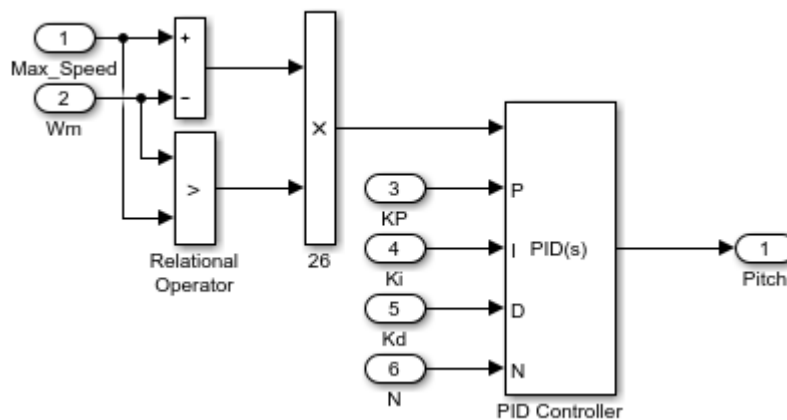 1
Max_Speed
2
Wm
+
−
>
Relational
Operator
×
26
3
KP
4
Ki
5
Kd
6
N
P
I
D
N
PID(s)
PID Controller
1
Pitch